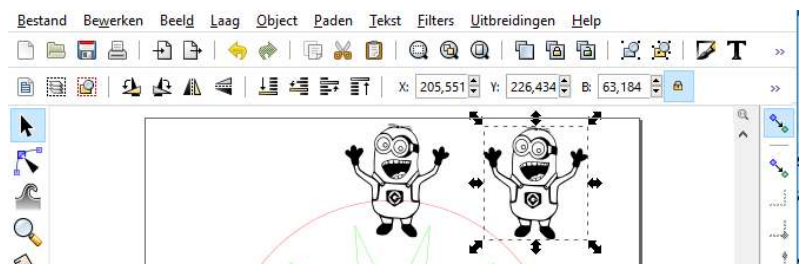 Bestand Bewerken Beeld Laag Object Paden Tekst Filters Uitbreidingen Help
X: 205,551 Y: 226,434 B: 63,184